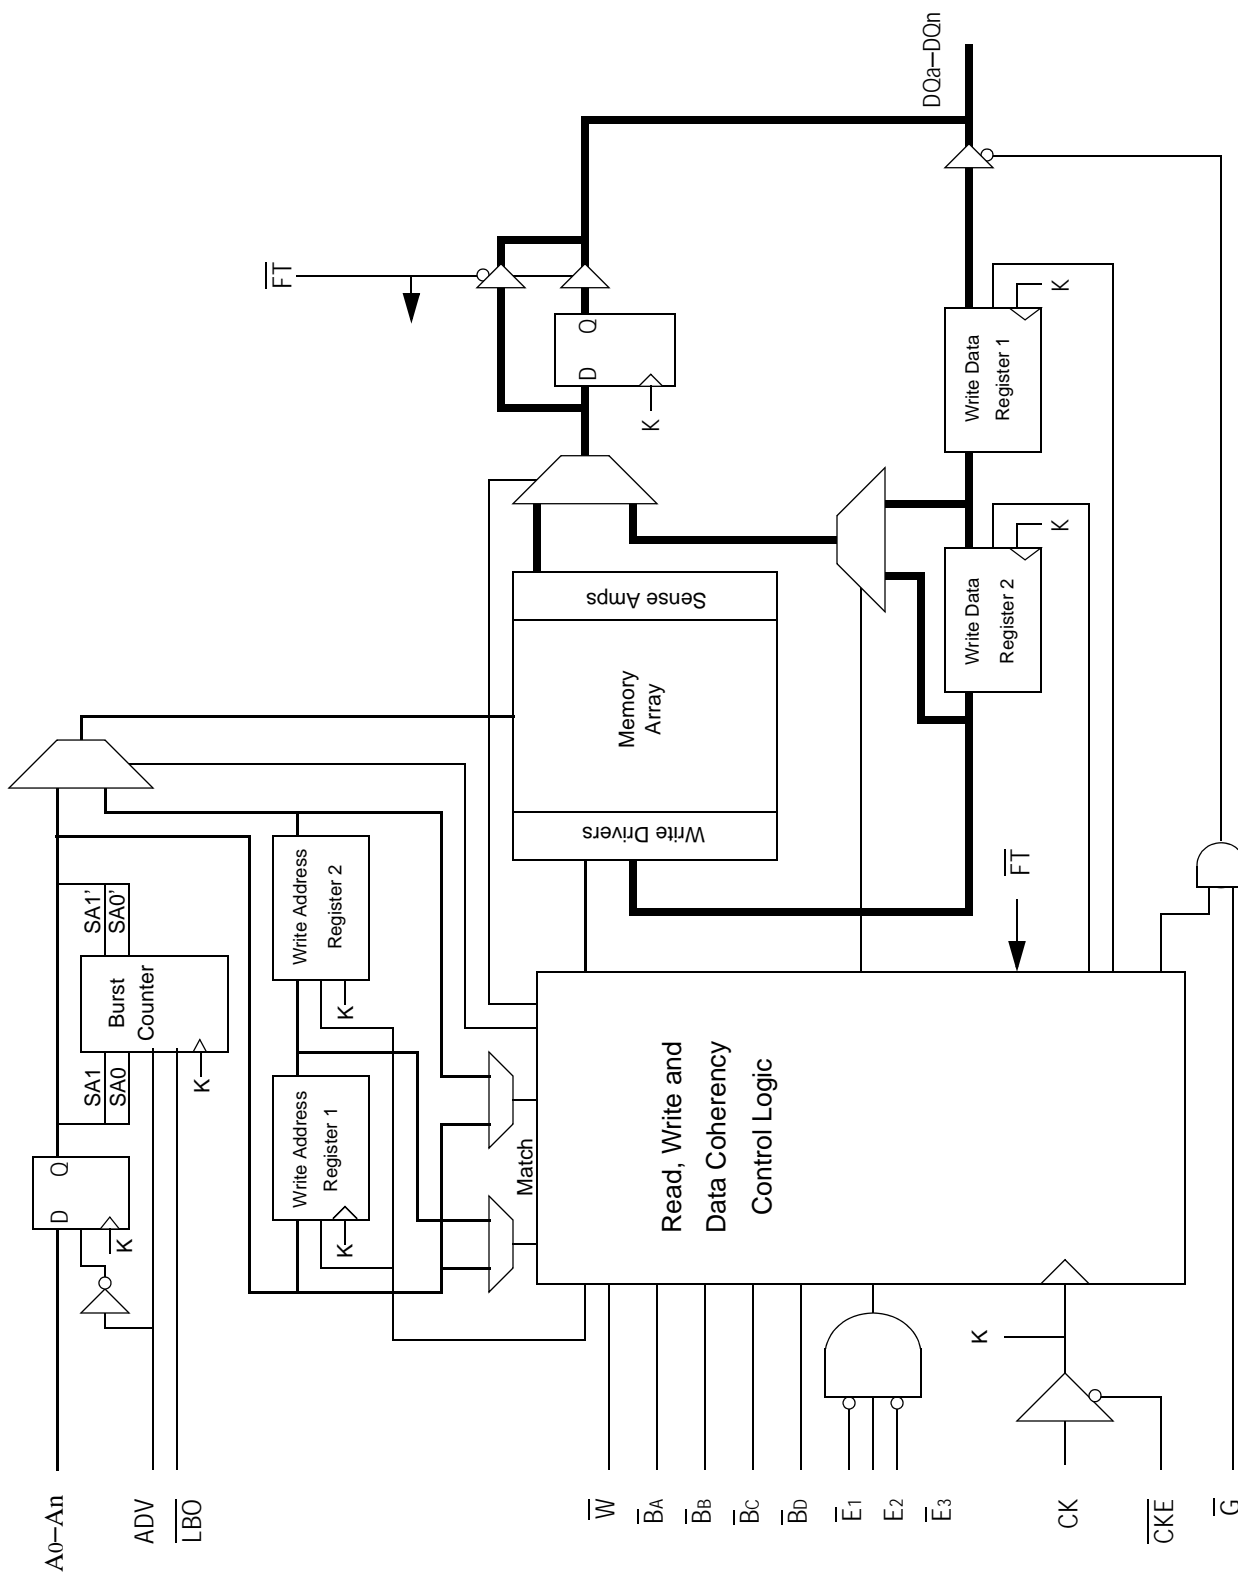 A0–An
ADV
LBO
D
Q
K
SA1
SA0
Burst
Counter
SA1’
SA0’
K
Write Address
Register 1
K
Write Address
Register 2
K
Match
FT
W
BA
BB
BC
BD
E1
E2
E3
CK
CKE
G
K
Read, Write and
Data Coherency
Control Logic
FT
Write Drivers
Memory
Array
Sense Amps
D
Q
K
Write Data
Register 2
K
Write Data
Register 1
K
DQa–DQn